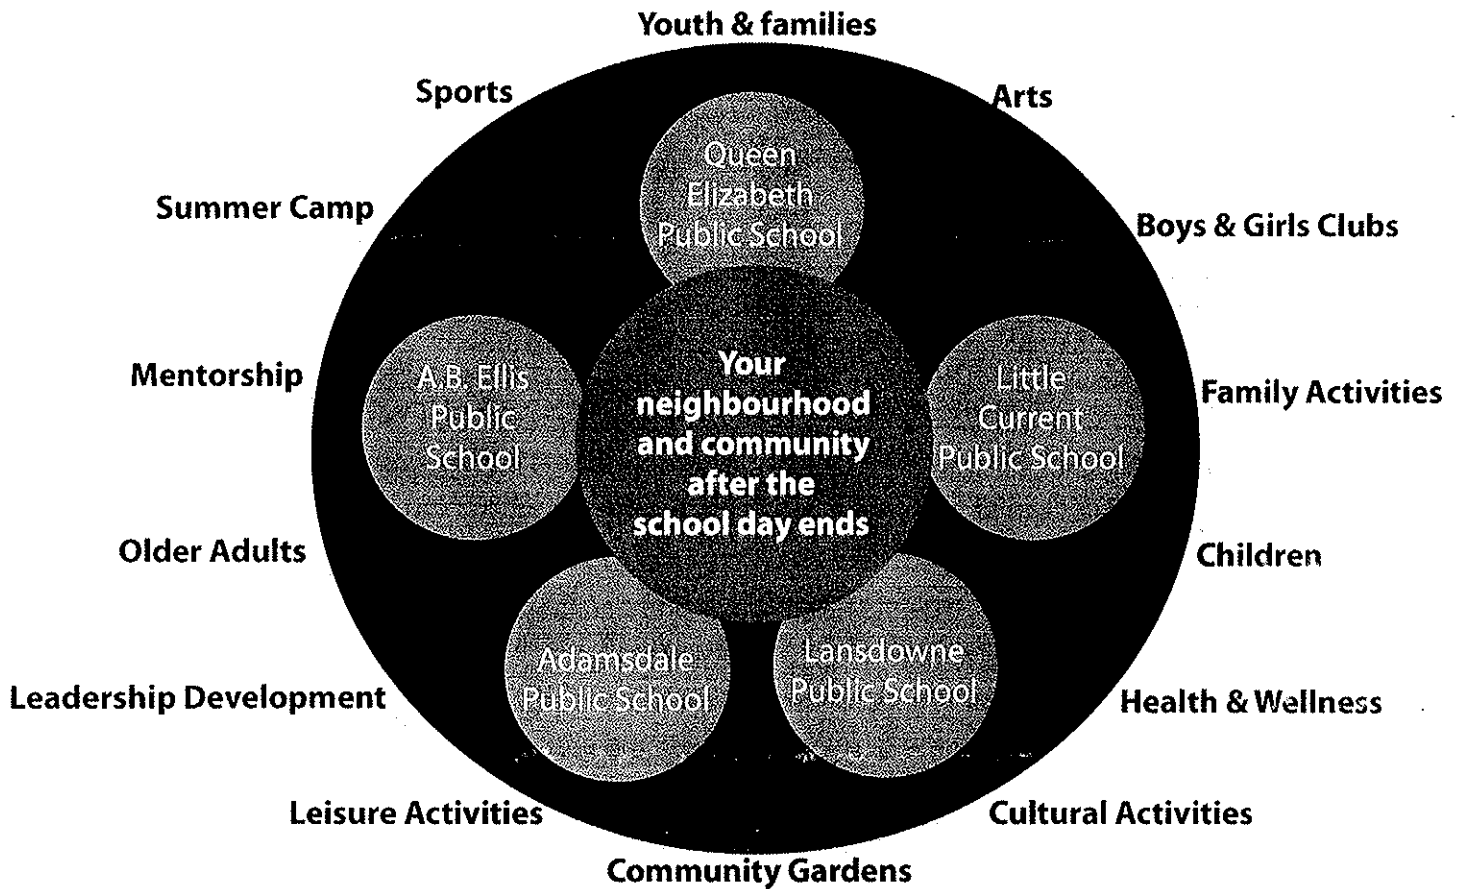 Youth & families
Sports
Arts
Queen
Elizabeth
Public School
Summer Camp
Boys & Girls Clubs
Mentorship
A.B. Ellis
Public
School
Your
neighbourhood
and community
after the
school day ends
Little
Current
Public School
Family Activities
Older Adults
Children
Adamsdale
Public School
Lansdowne
Public School
Leadership Development
Health & Wellness
Leisure Activities
Cultural Activities
Community Gardens